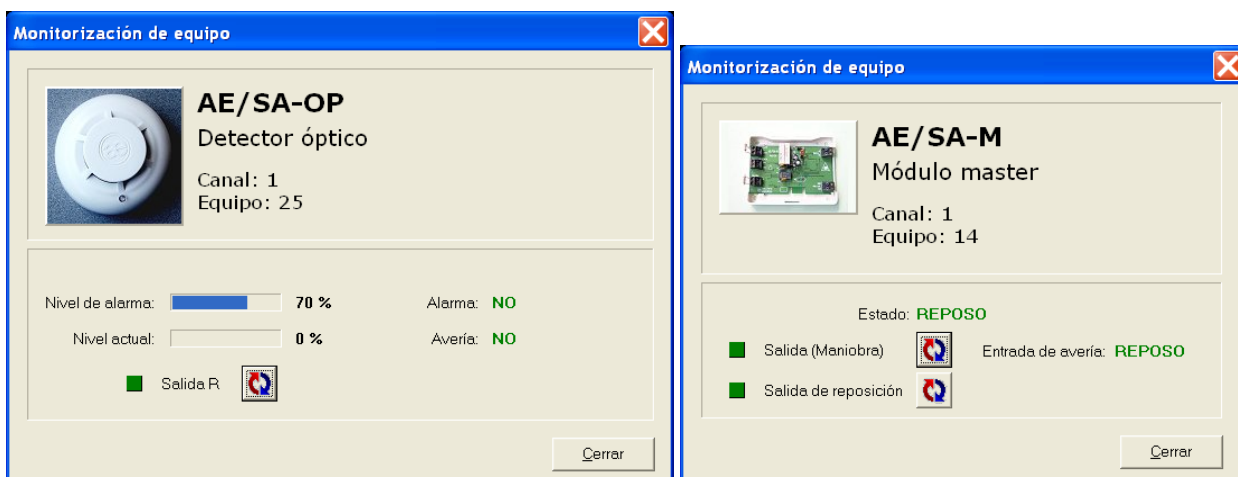 Monitorización de equipo
AE/SA-OP
Detector óptico
Canal: 1
Equipo: 25
Nivel de alarma: 70 % Alarma: NO
Nivel actual: 0 % Avería: NO
Salida R
Cerrar
Monitorización de equipo
AE/SA-M
Módulo master
Canal: 1
Equipo: 14
Estado: REPOSO
Salida (Maniobra) Entrada de avería: REPOSO
Salida de reposición
Cerrar